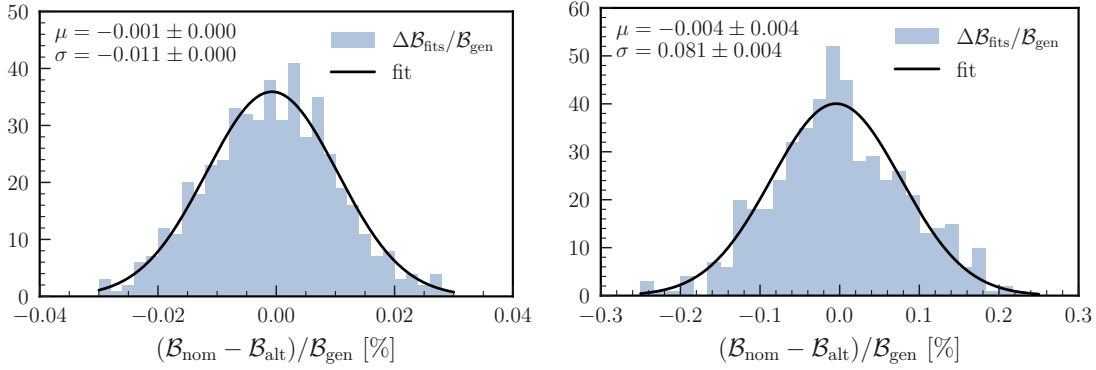 50
40
30
20
10
0
μ = −0.001 ± 0.000
σ = −0.011 ± 0.000
Δℬ_fits/ℬ_gen
fit
−0.04 −0.02 0.00 0.02 0.04
(ℬ_nom − ℬ_alt)/ℬ_gen [%]
60
50
40
30
20
10
0
μ = −0.004 ± 0.004
σ = 0.081 ± 0.004
Δℬ_fits/ℬ_gen
fit
−0.3 −0.2 −0.1 0.0 0.1 0.2 0.3
(ℬ_nom − ℬ_alt)/ℬ_gen [%]